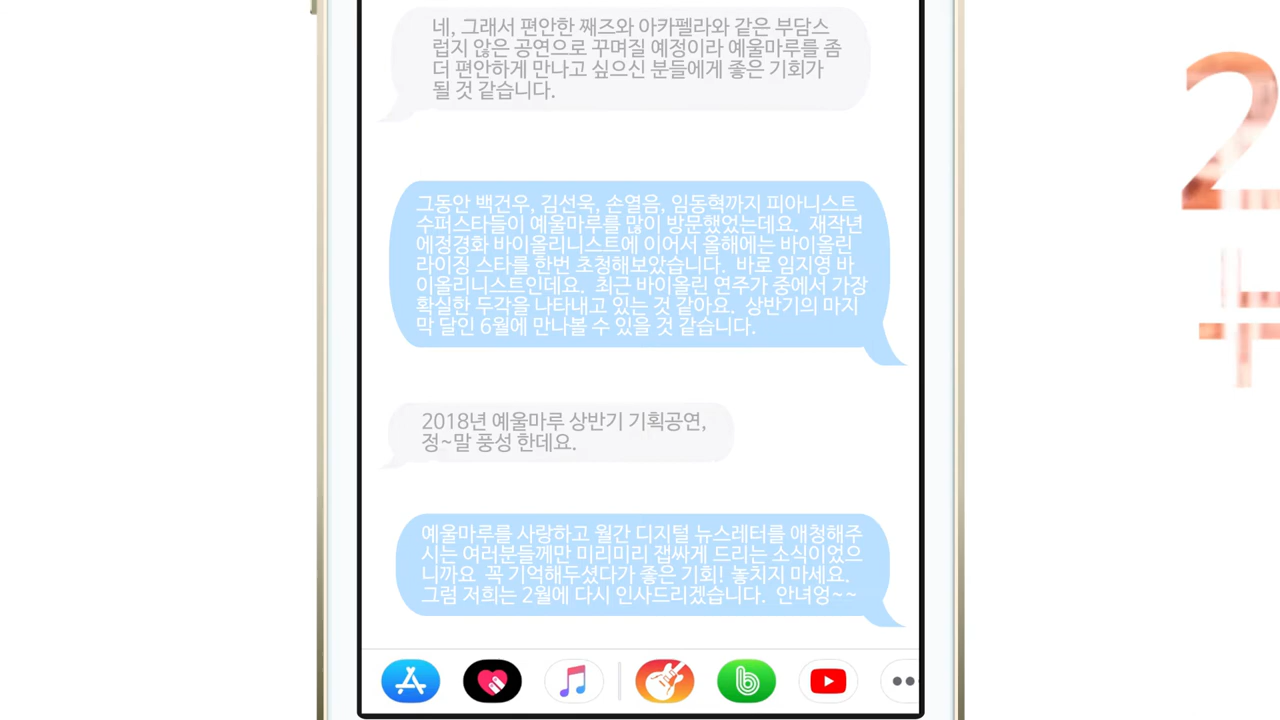 네, 그래서 편안한 째즈와 아카펠라와 같은 부담스
럽지 않은 공연으로 꾸며질 예정이라 예울마루를 좀
더 편안하게 만나고 싶으신 분들에게 좋은 기회가
될 것 같습니다.
그동안 백건우, 김선욱, 손열음, 임동혁까지 피아니스트
수퍼스타들이 예울마루를 많이 방문했었는데요. 재작년
에정경화 바이올리니스트에 이어서 올해에는 바이올린
라이징 스타를 한번 초청해보았습니다. 바로 임지영 바
이올리니스트인데요. 최근 바이올린 연주가 중에서 가장
확실한 두각을 나타내고 있는 것 같아요. 상반기의 마지
막 달인 6월에 만나볼 수 있을 것 같습니다.
2018년 예울마루 상반기 기획공연,
정~말 풍성 한데요.
예울마루를 사랑하고 월간 디지털 뉴스레터를 애청해주
시는 여러분들께만 미리미리 잽싸게 드리는 소식이었으
니까요 꼭 기억해두셨다가 좋은 기회! 놓치지 마세요.
그럼 저희는 2월에 다시 인사드리겠습니다. 안녀엉~~
2